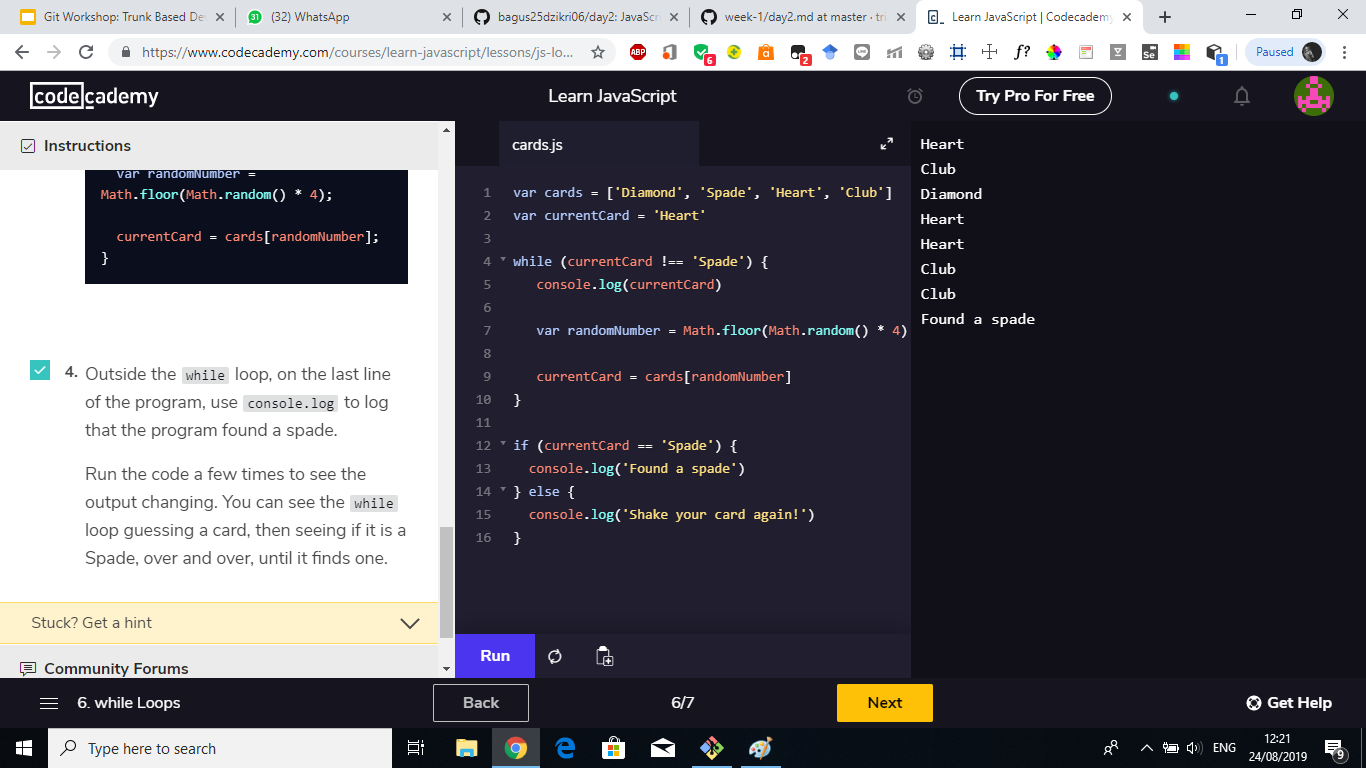 Git Workshop: Trunk Based De
(32) WhatsApp
bagus25dzikri06/day2: JavaSc
week-1/day2.md at master · tri
Learn JavaScript | Codecademy
https://www.codecademy.com/courses/learn-javascript/lessons/js-lo...
ABP
6
2
f?
Se
1
Paused
code cademy
Learn JavaScript
Try Pro For Free
Instructions
var randomNumber =
Math.floor(Math.random() * 4);
currentCard = cards[randomNumber];
}
4. Outside the while loop, on the last line
of the program, use console.log to log
that the program found a spade.
Run the code a few times to see the
output changing. You can see the while
loop guessing a card, then seeing if it is a
Spade, over and over, until it finds one.
Stuck? Get a hint
Community Forums
cards.js
1 var cards = ['Diamond', 'Spade', 'Heart', 'Club']
2 var currentCard = 'Heart'
3
4 while (currentCard !== 'Spade') {
5 console.log(currentCard)
6
7 var randomNumber = Math.floor(Math.random() * 4)
8
9 currentCard = cards[randomNumber]
10 }
11
12 if (currentCard == 'Spade') {
13 console.log('Found a spade')
14 } else {
15 console.log('Shake your card again!')
16 }
Run
Heart
Club
Diamond
Heart
Heart
Club
Club
Found a spade
6. while Loops
Back
6/7
Next
Get Help
Type here to search
ENG
12:21
24/08/2019
9